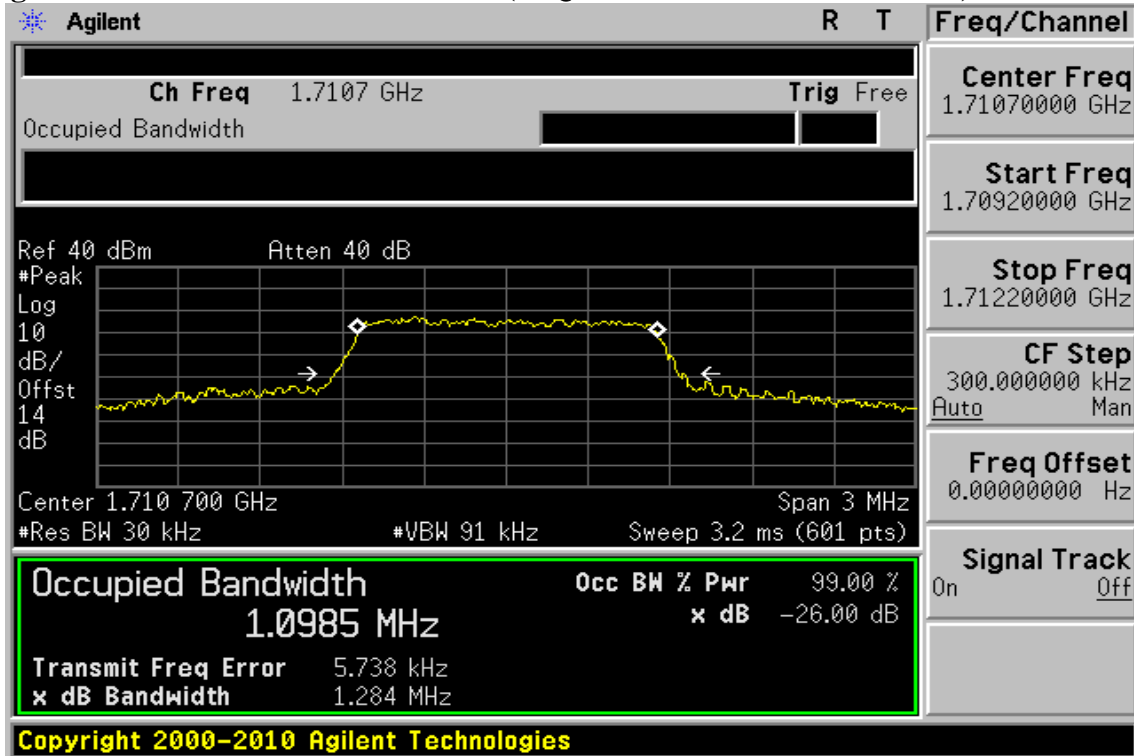 Agilent R T
Freq/Channel
Ch Freq 1.7107 GHz Trig Free
Occupied Bandwidth
Center Freq
1.71070000 GHz
Start Freq
1.70920000 GHz
Stop Freq
1.71220000 GHz
CF Step
300.000000 kHz
Auto Man
Freq Offset
0.00000000 Hz
Signal Track
On Off
Ref 40 dBm Atten 40 dB
#Peak
Log
10
dB/
Offst
14
dB
Center 1.710 700 GHz Span 3 MHz
#Res BW 30 kHz #VBW 91 kHz Sweep 3.2 ms (601 pts)
Occupied Bandwidth
1.0985 MHz
Occ BW % Pwr 99.00 %
x dB -26.00 dB
Transmit Freq Error 5.738 kHz
x dB Bandwidth 1.284 MHz
Copyright 2000-2010 Agilent Technologies